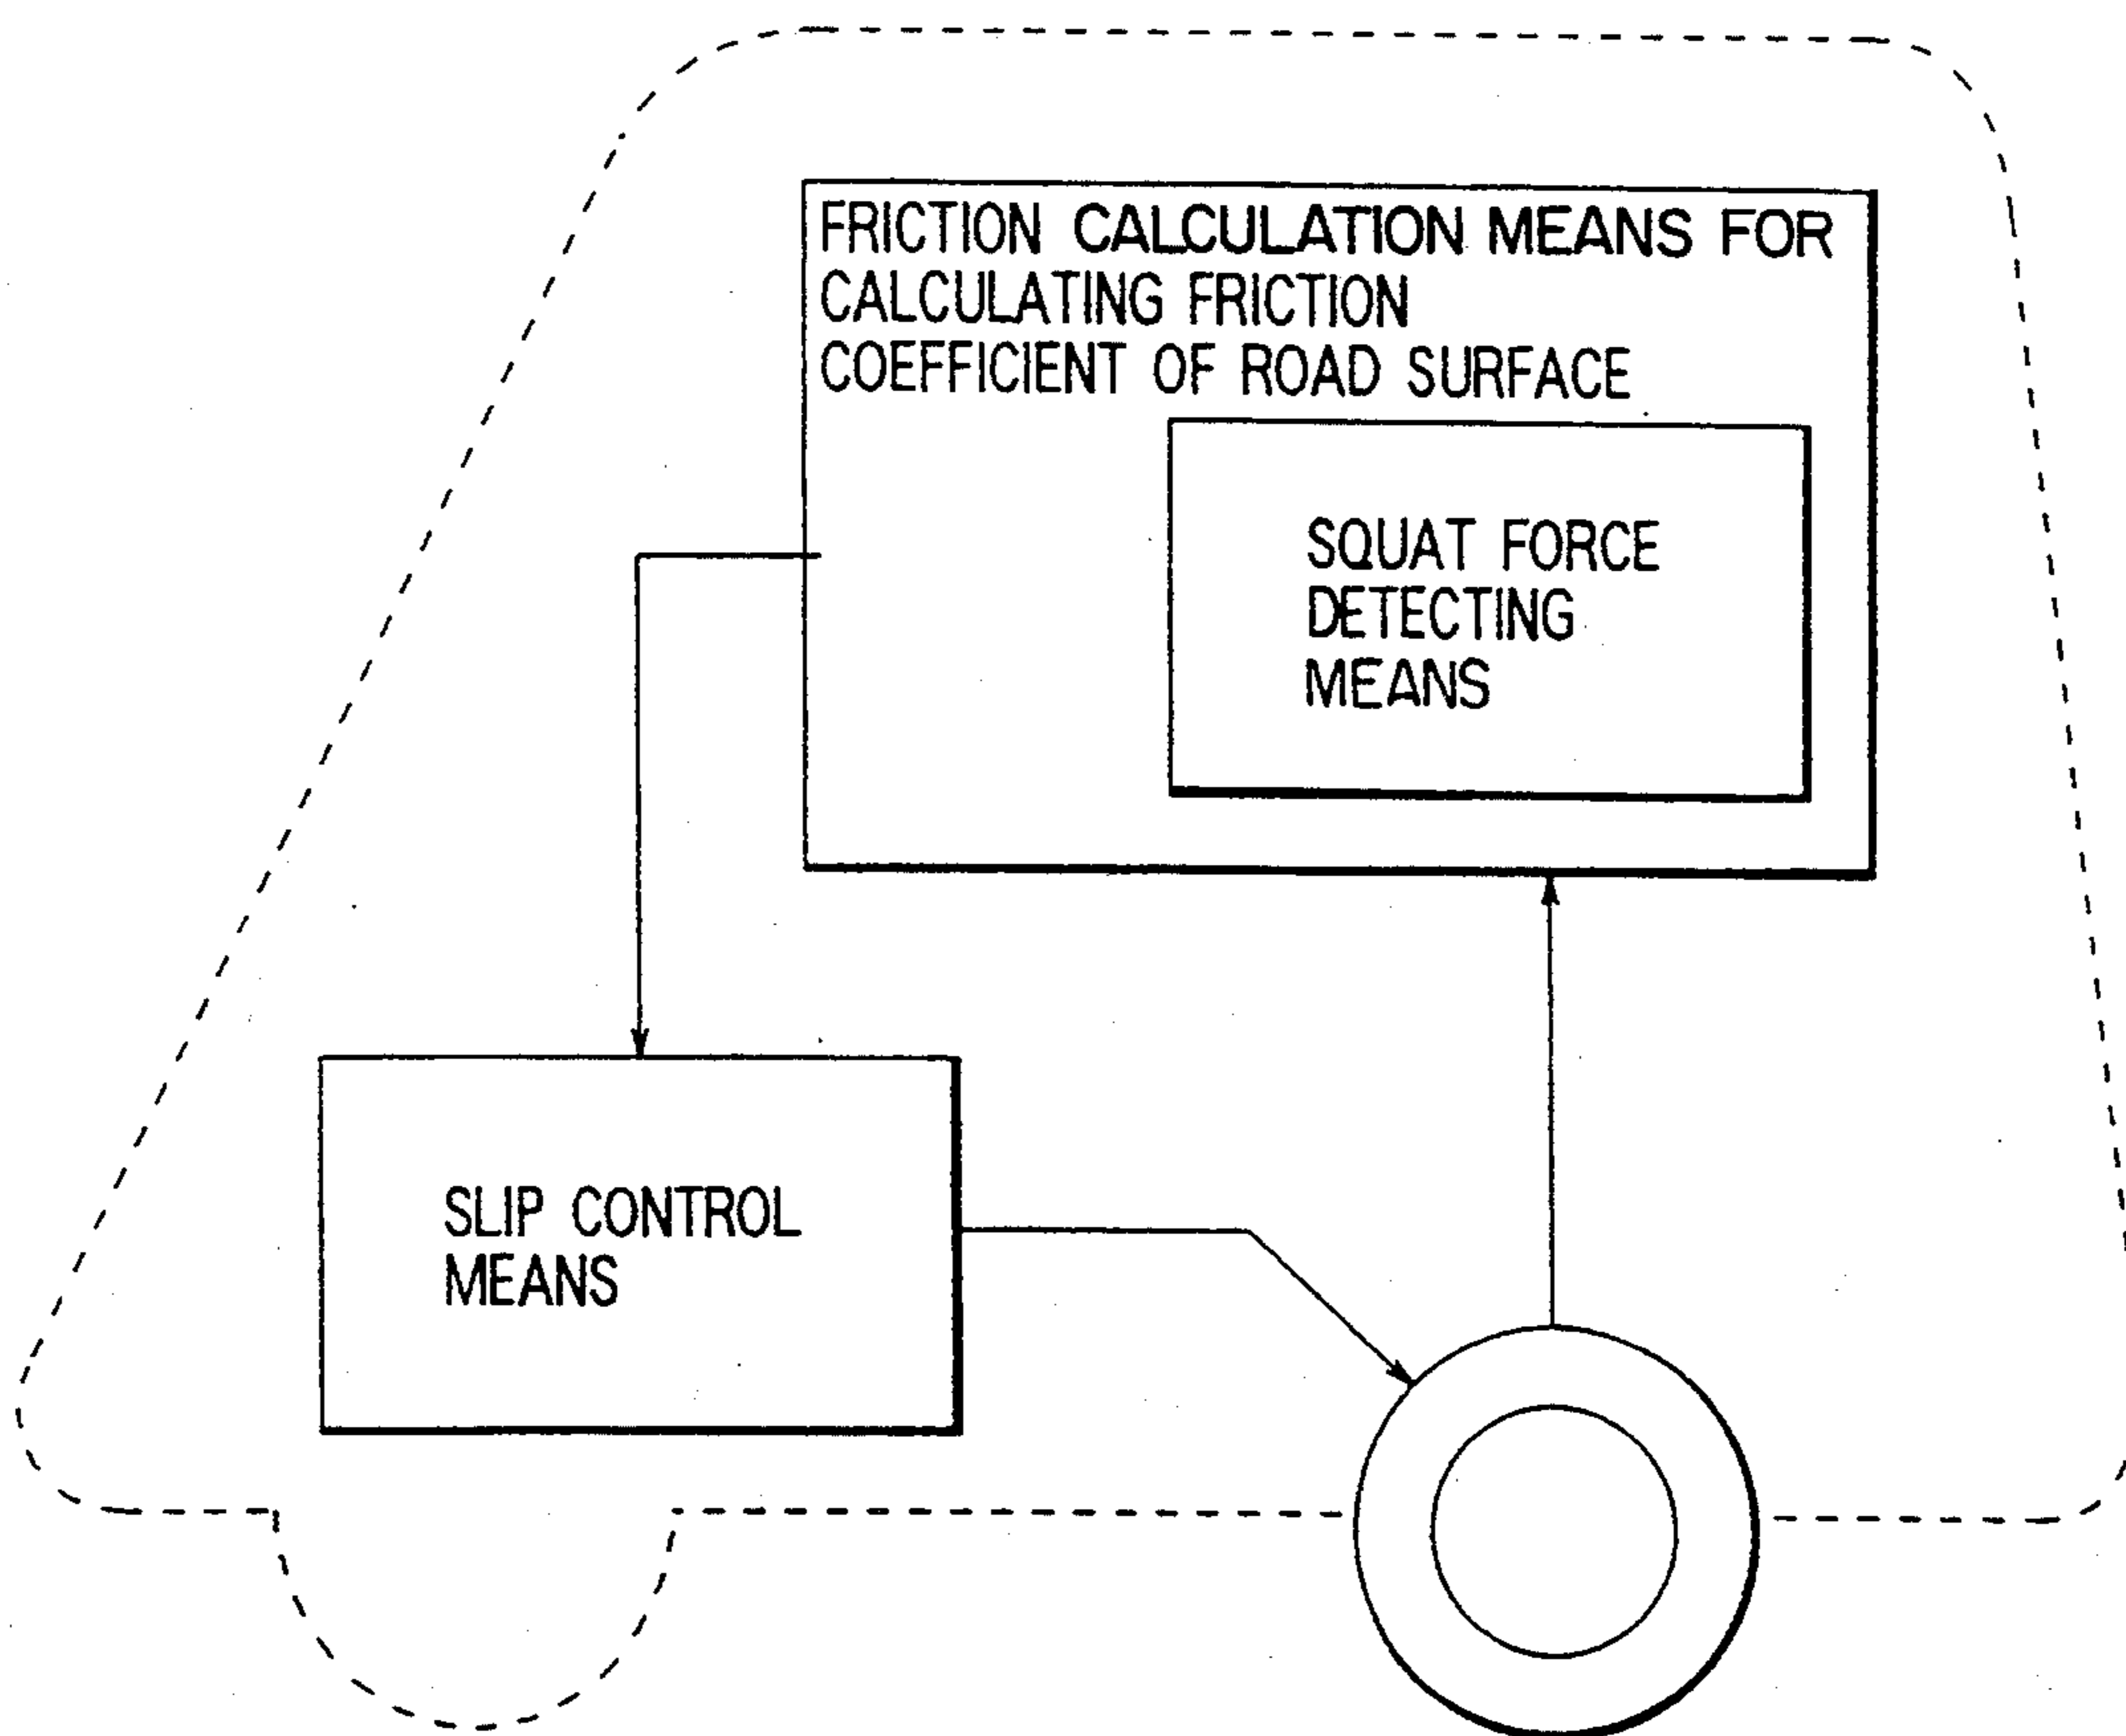 FRICTION CALCULATION MEANS FOR
CALCULATING FRICTION
COEFFICIENT OF ROAD SURFACE
SQUAT FORCE
DETECTING
MEANS
SLIP CONTROL
MEANS